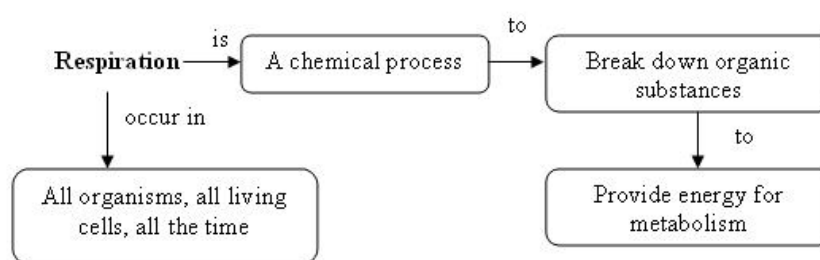 is
to
Respiration
A chemical process
Break down organic
substances
occur in
to
All organisms, all living
cells, all the time
Provide energy for
metabolism